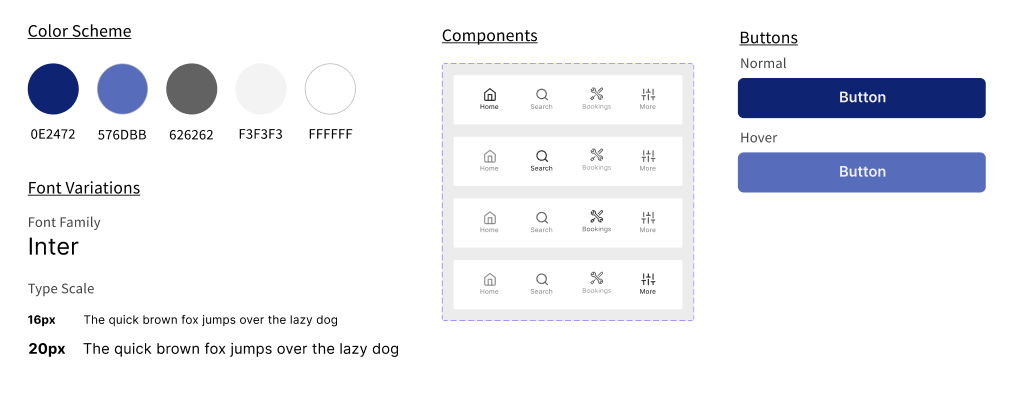 Color Scheme
0E2472 576DBB 626262 F3F3F3 FFFFFF
Font Variations
Font Family
Inter
Type Scale
16px The quick brown fox jumps over the lazy dog
20px The quick brown fox jumps over the lazy dog
Components
Home Search Bookings More
Home Search Bookings More
Home Search Bookings More
Home Search Bookings More
Buttons
Normal
Button
Hover
Button